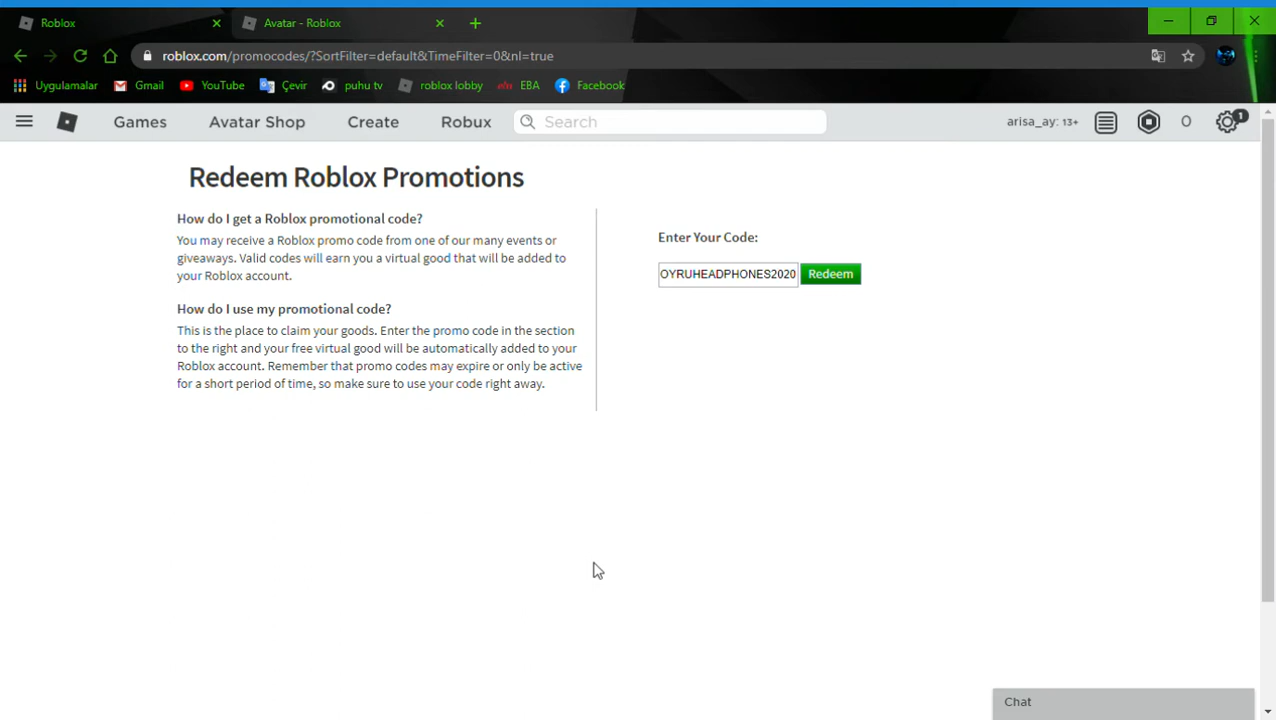 Roblox
Avatar - Roblox
roblox.com/promocodes/?SortFilter=default&TimeFilter=0&nl=true
Uygulamalar Gmail YouTube Çevir puhu tv roblox lobby EBA Facebook
Games Avatar Shop Create Robux Search arisa_ay: 13+ 0 1
Redeem Roblox Promotions
How do I get a Roblox promotional code?
You may receive a Roblox promo code from one of our many events or
giveaways. Valid codes will earn you a virtual good that will be added to
your Roblox account.
How do I use my promotional code?
This is the place to claim your goods. Enter the promo code in the section
to the right and your free virtual good will be automatically added to your
Roblox account. Remember that promo codes may expire or only be active
for a short period of time, so make sure to use your code right away.
Enter Your Code:
OYRUHEADPHONES2020 Redeem
Chat